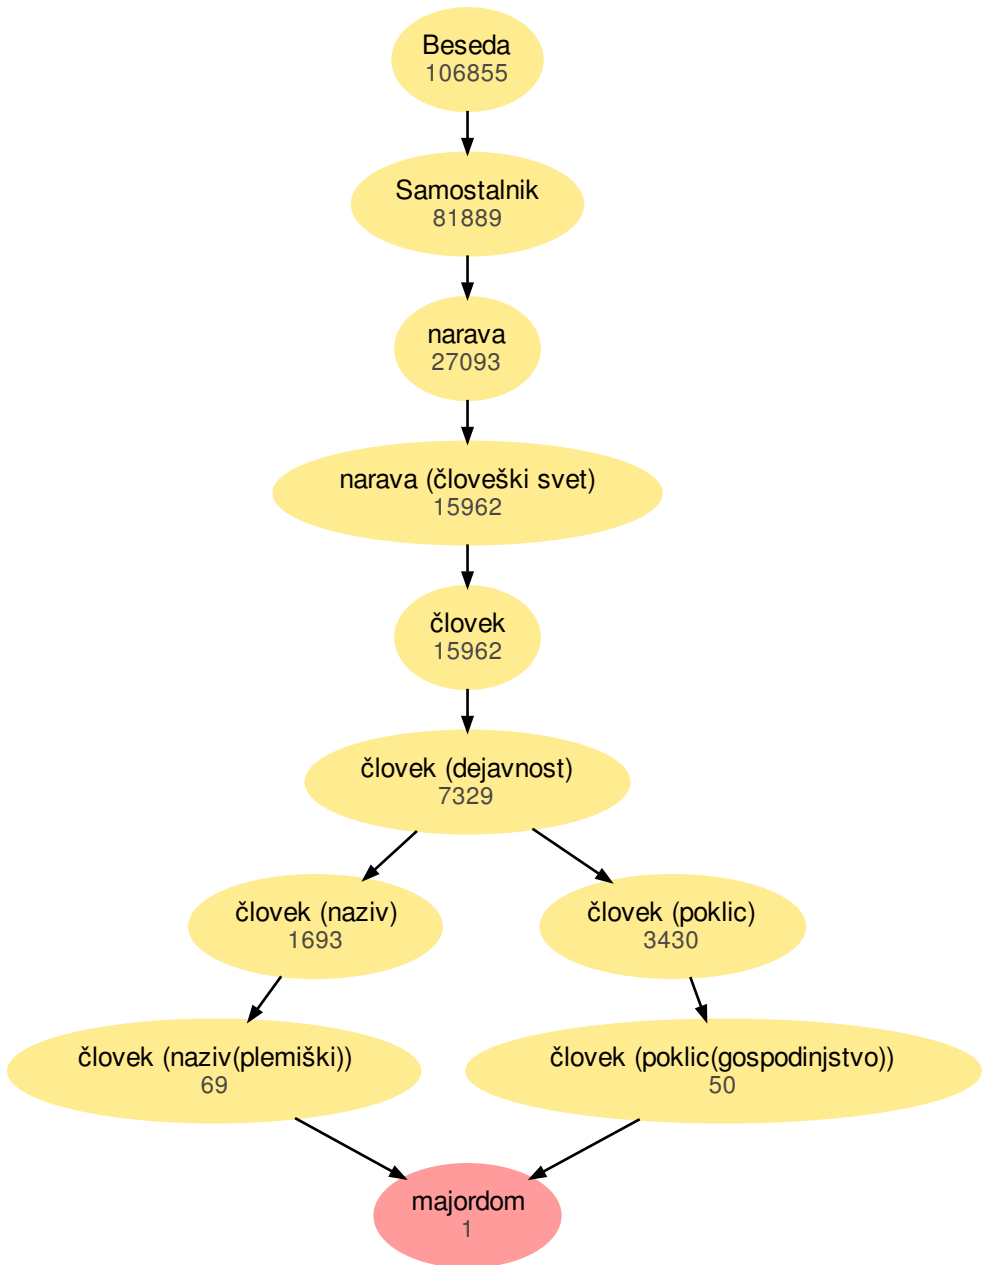 Beseda
106855
Samostalnik
81889
narava
27093
narava (človeški svet)
15962
človek
15962
človek (dejavnost)
7329
človek (naziv)
1693
človek (poklic)
3430
človek (naziv(plemiški))
69
človek (poklic(gospodinjstvo))
50
majordom
1